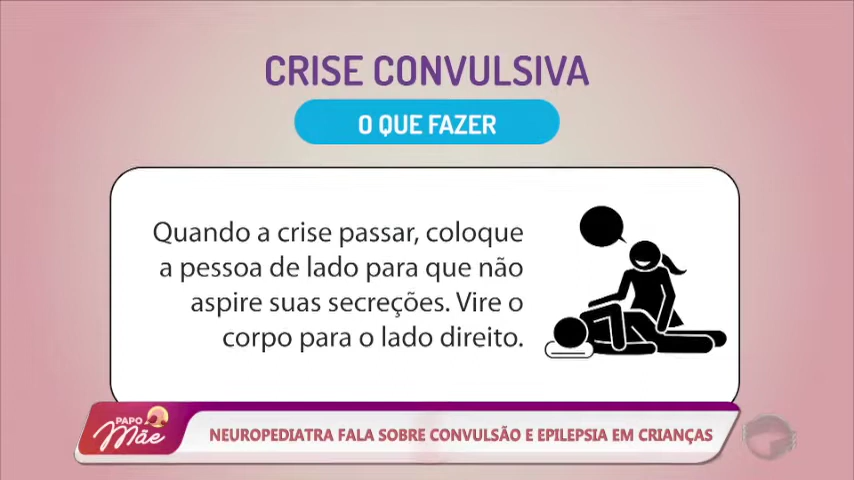 CRISE CONVULSIVA
O QUE FAZER
Quando a crise passar, coloque
a pessoa de lado para que não
aspire suas secreções. Vire o
corpo para o lado direito.
PAPO
Mãe
NEUROPEDIATRA FALA SOBRE CONVULSÃO E EPILEPSIA EM CRIANÇAS